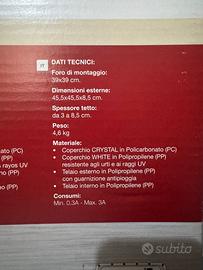 IT
DATI TECNICI:
Foro di montaggio:
39x39 cm.
Dimensioni esterne:
45,5x45,5x8,5 cm.
Spessore tetto:
da 3 a 8,5 cm.
Peso:
4,6 kg
Materiale:
• Coperchio CRYSTAL in Policarbonato (PC)
• Coperchio WHITE in Polipropilene (PP)
resistente agli urti e ai raggi UV
• Telaio esterno in Polipropilene (PP)
con guarnizione antipioggia
• Telaio interno in Polipropilene (PP)
Consumi:
Min. 0,3A - Max. 3A
nato (PC)
(PP)
rayos UV
(PP)
(PP)
subito